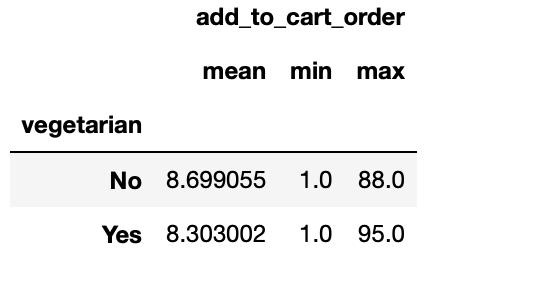 add_to_cart_order
mean min max
vegetarian
No 8.699055 1.0 88.0
Yes 8.303002 1.0 95.0